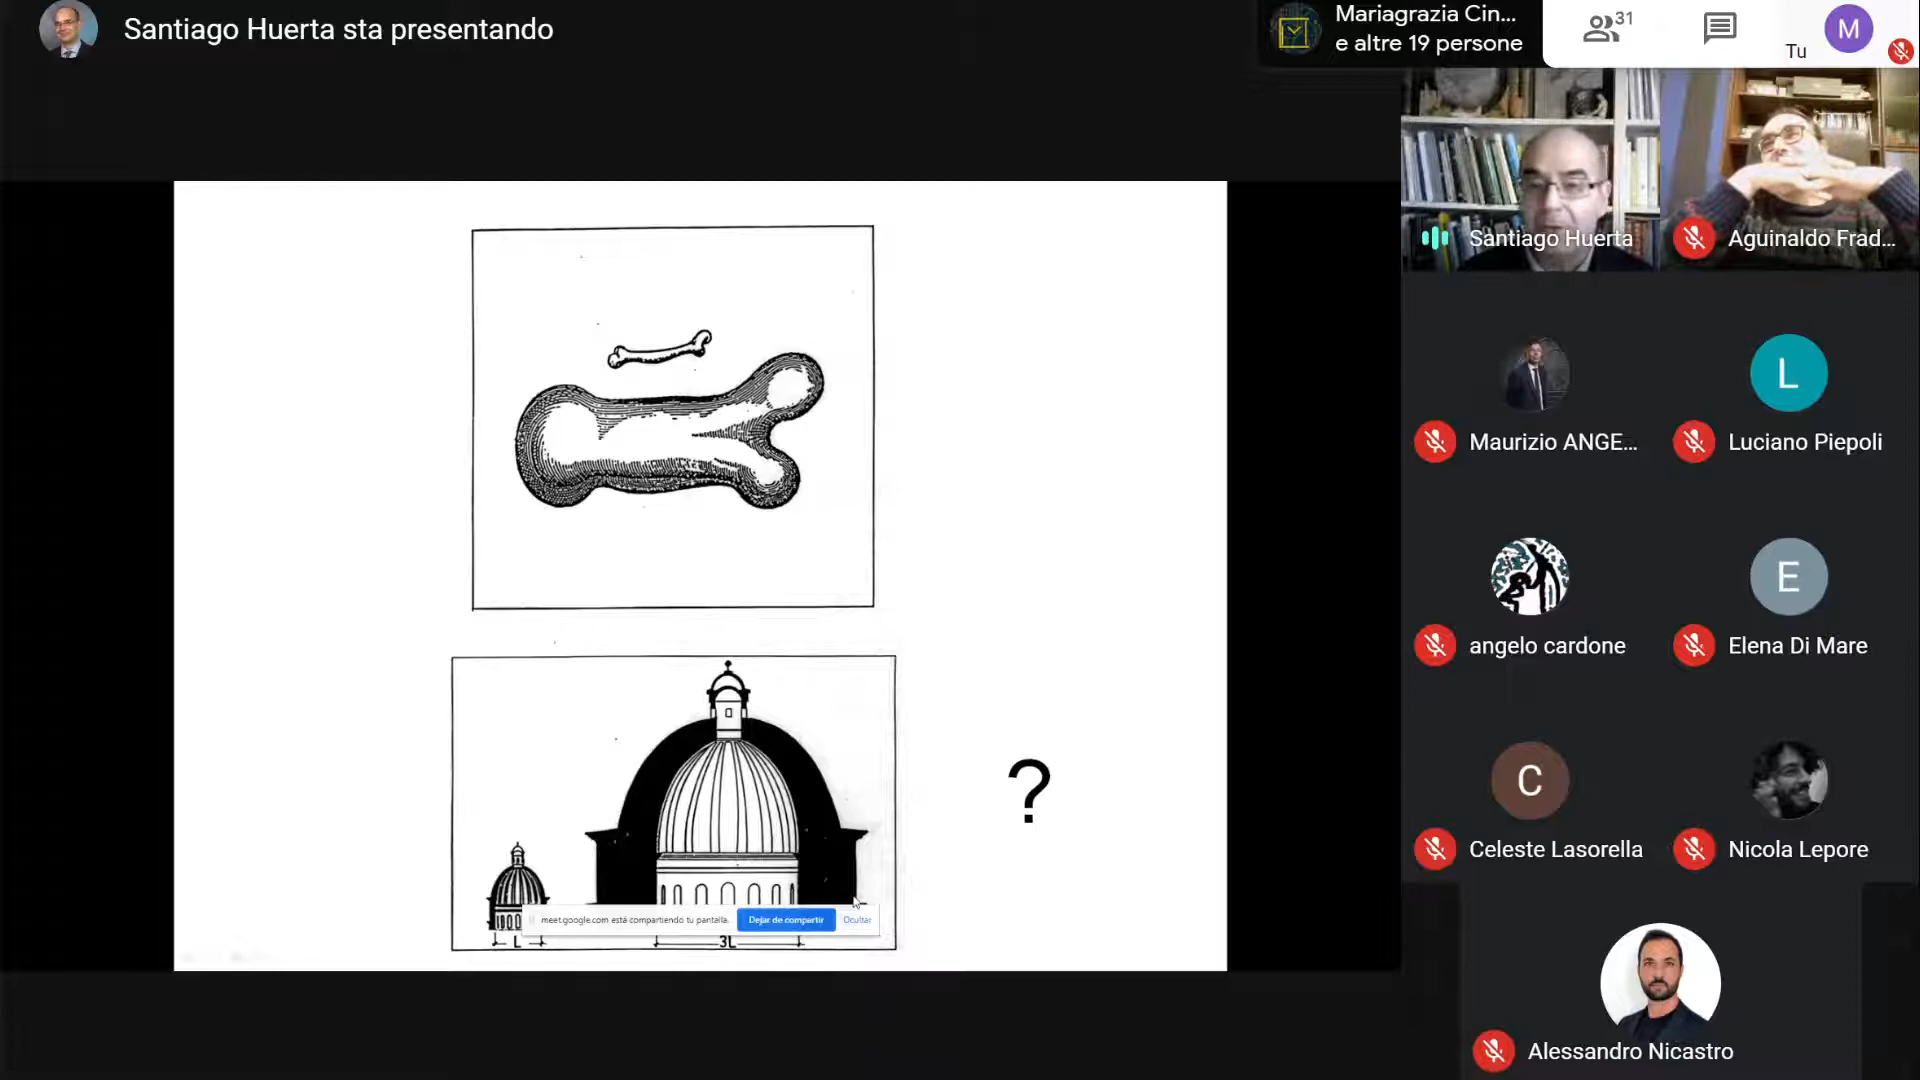 Santiago Huerta sta presentando
Mariagrazia Cin...
e altre 19 persone
31
Tu
M
Santiago Huerta
Aguinaldo Frad...
Maurizio ANGE...
L
Luciano Piepoli
angelo cardone
E
Elena Di Mare
C
Celeste Lasorella
Nicola Lepore
Alessandro Nicastro
?
meet.google.com está compartiendo tu pantalla.
Dejar de compartir
Ocultar
L
3L